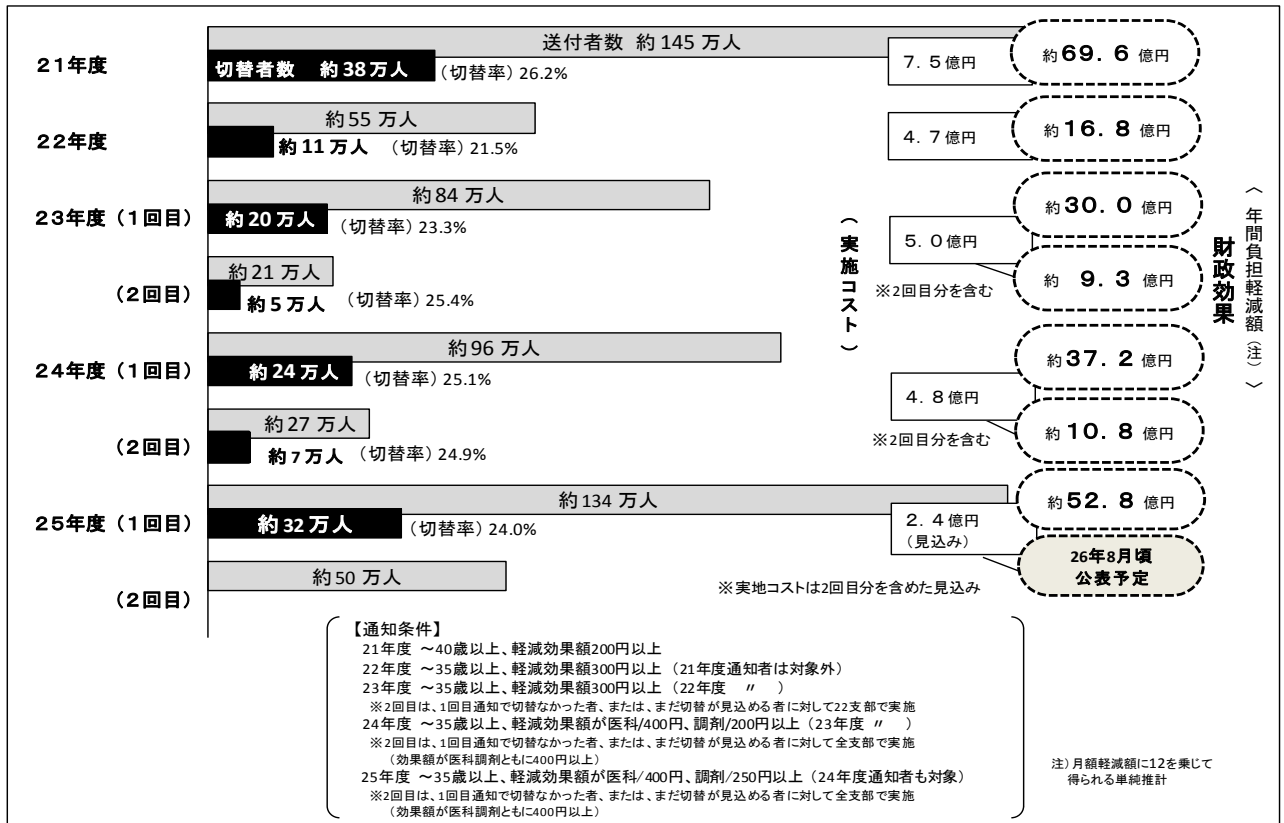 送付者数 約145万人
21年度
切替者数 約38万人 (切替率) 26.2%
7.5億円
約69.6億円
約55万人
22年度
約11万人 (切替率) 21.5%
4.7億円
約16.8億円
約84万人
23年度(1回目)
約20万人 (切替率) 23.3%
約30.0億円
5.0億円
※2回目分を含む
約21万人
(2回目)
約5万人 (切替率) 25.4%
約 9.3億円
約96万人
24年度(1回目)
約24万人 (切替率) 25.1%
約37.2億円
4.8億円
※2回目分を含む
約27万人
(2回目)
約7万人 (切替率) 24.9%
約10.8億円
約134万人
25年度(1回目)
約32万人 (切替率) 24.0%
約52.8億円
2.4億円
(見込み)
26年8月頃
公表予定
約50万人
(2回目)
※実地コストは2回目分を含めた見込み
(実施コスト)
財政効果
〈年間負担軽減額(注)〉
【通知条件】
21年度 ~40歳以上、軽減効果額200円以上
22年度 ~35歳以上、軽減効果額300円以上(21年度通知者は対象外)
23年度 ~35歳以上、軽減効果額300円以上(22年度 〃 )
※2回目は、1回目通知で切替なかった者、または、まだ切替が見込める者に対して22支部で実施
24年度 ~35歳以上、軽減効果額が医科/400円、調剤/200円以上(23年度 〃 )
※2回目は、1回目通知で切替なかった者、または、まだ切替が見込める者に対して全支部で実施
(効果額が医科調剤ともに400円以上)
25年度 ~35歳以上、軽減効果額が医科/400円、調剤/250円以上(24年度通知者も対象)
※2回目は、1回目通知で切替なかった者、または、まだ切替が見込める者に対して全支部で実施
(効果額が医科調剤ともに400円以上)
注)月額軽減額に12を乗じて
得られる単純推計